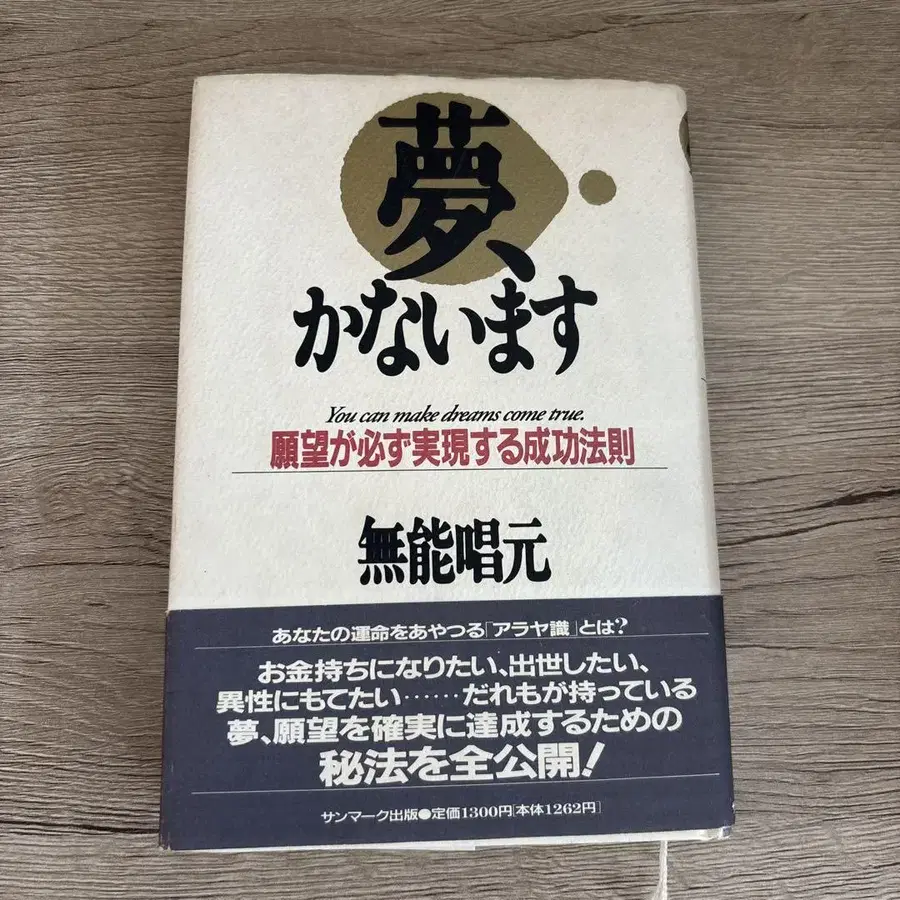 夢、
かないます
You can make dreams come true.
願望が必ず実現する成功法則
無能唱元
あなたの運命をあやつる「アラヤ識」とは?
お金持ちになりたい、出世したい、
異性にもてたい……だれもが持っている
夢、願望を確実に達成するための
秘法を全公開!
サンマーク出版●定価1300円[本体1262円]